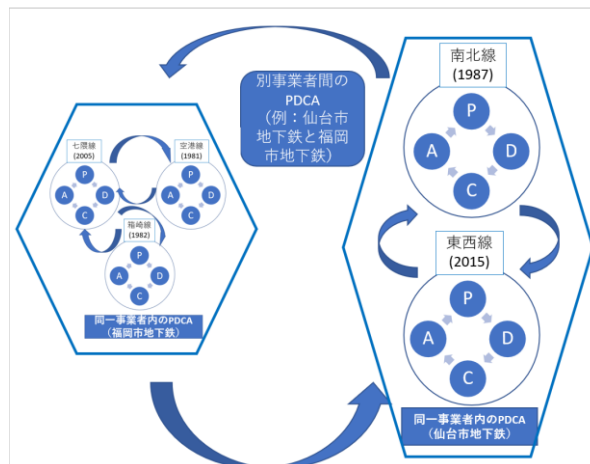 別事業者間の
PDCA
（例：仙台市
地下鉄と福岡
市地下鉄）
七隈線
(2005)
P
A
D
C
空港線
(1981)
P
A
D
C
箱崎線
(1982)
P
A
D
C
同一事業者内のPDCA
（福岡市地下鉄）
南北線
(1987)
P
A
D
C
東西線
(2015)
P
A
D
C
同一事業者内のPDCA
（仙台市地下鉄）